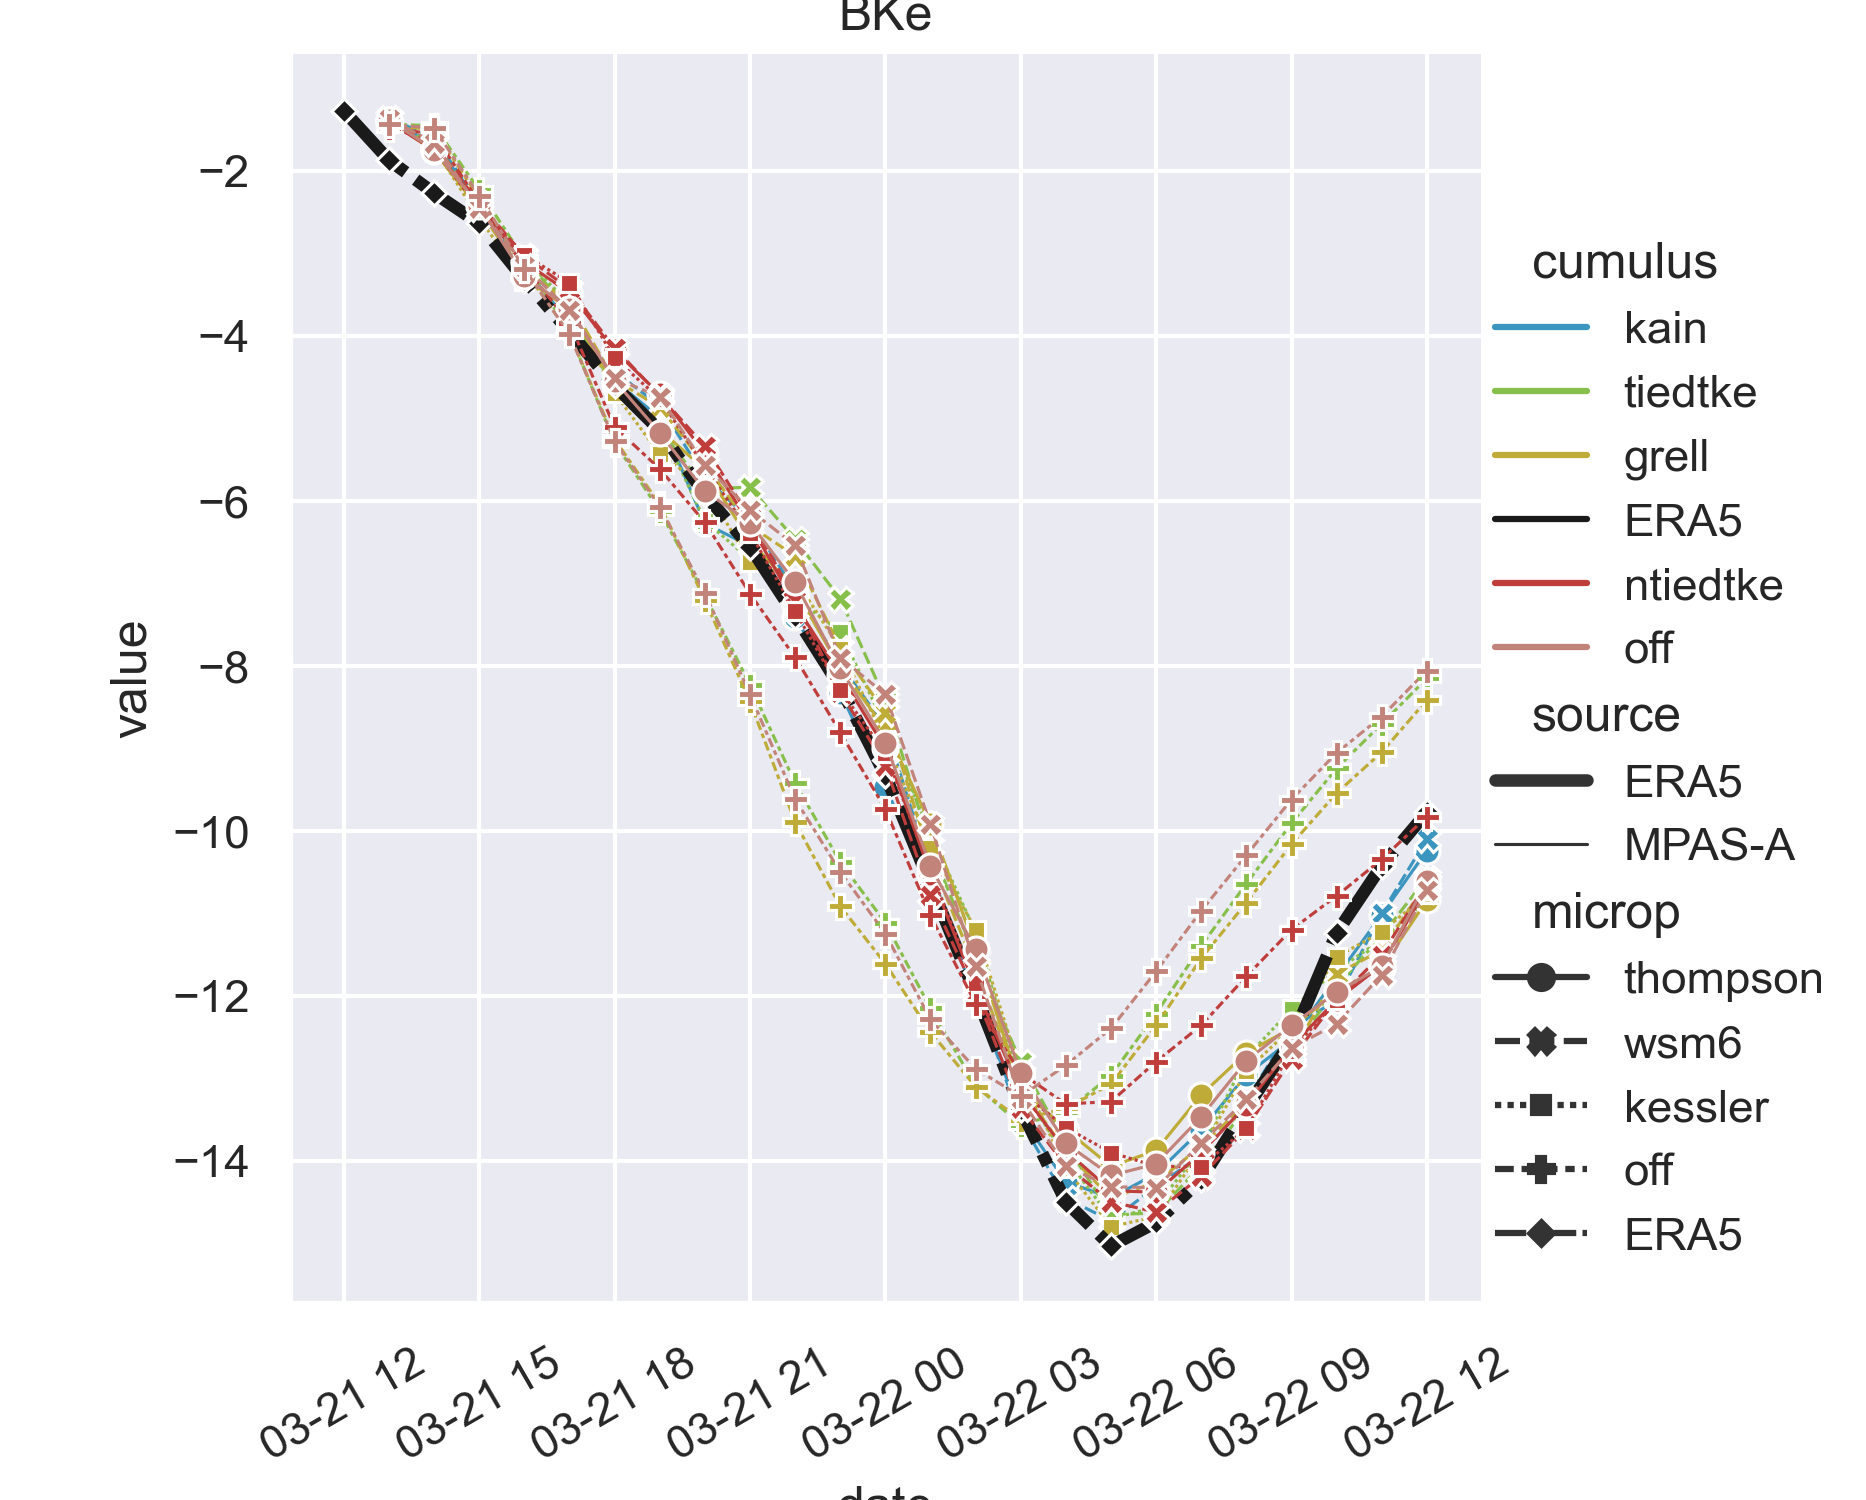 BKe
value
−2
−4
−6
−8
−10
−12
−14
03-21 12
03-21 15
03-21 18
03-21 21
03-22 00
03-22 03
03-22 06
03-22 09
03-22 12
date
cumulus
kain
tiedtke
grell
ERA5
ntiedtke
off
source
ERA5
MPAS-A
microp
thompson
wsm6
kessler
off
ERA5